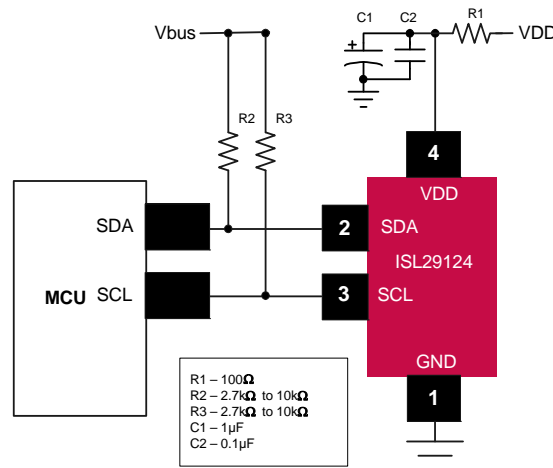 C1
C2
R1
Vbus
VDD
R2
R3
4
VDD
SDA
2
SDA
ISL29124
MCU
SCL
3
SCL
GND
1
R1 – 100Ω
R2 – 2.7kΩ to 10kΩ
R3 – 2.7kΩ to 10kΩ
C1 – 1µF
C2 – 0.1µF